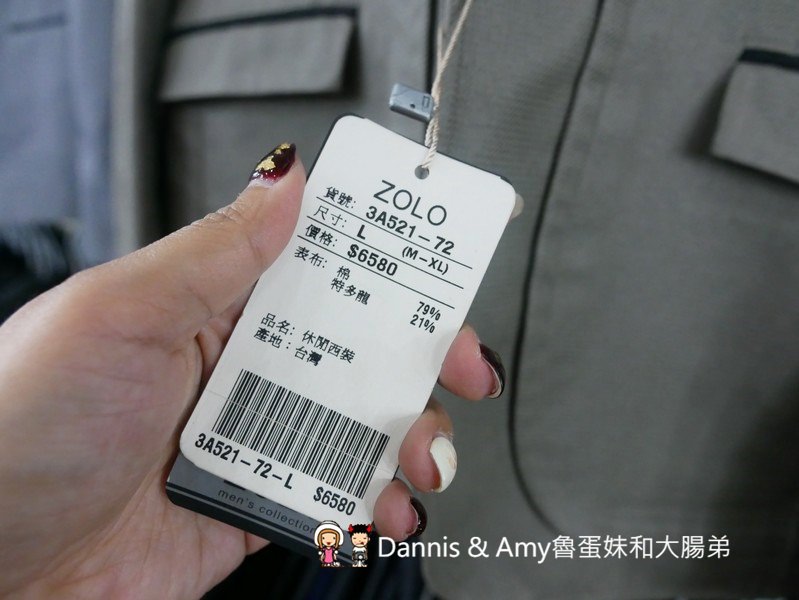 ZOLO
貨號: 3A521-72
尺寸: L (M-XL)
價格: $6580
表布: 棉 79%
特多龍 21%
品名: 休閒西裝
產地: 台灣
3A521-72-L $6580
men's collection
Dannis & Amy魯蛋妹和大腸弟